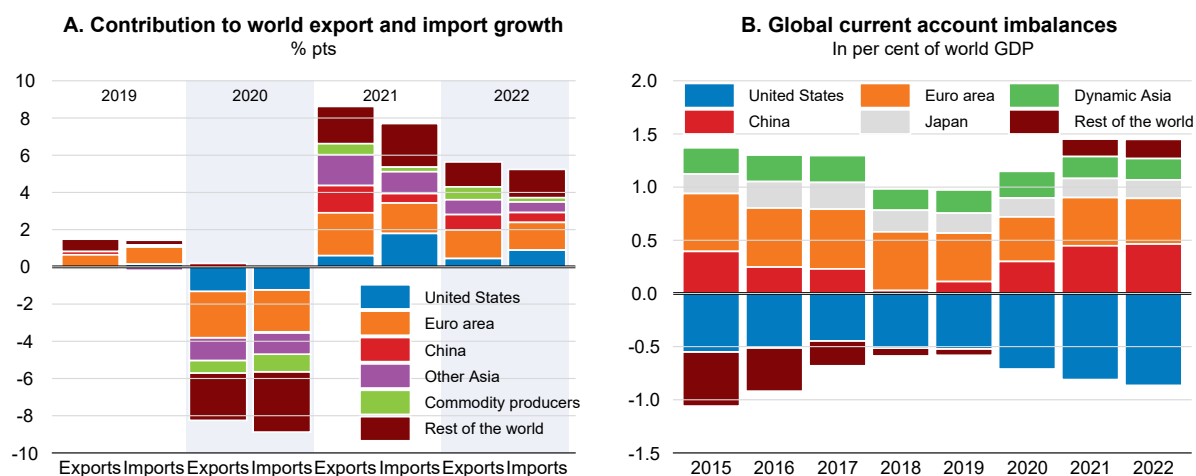 A. Contribution to world export and import growth
% pts
10
8
6
4
2
0
-2
-4
-6
-8
-10
2019
2020
2021
2022
United States
Euro area
China
Other Asia
Commodity producers
Rest of the world
Exports Imports Exports Imports Exports Imports Exports Imports
B. Global current account imbalances
In per cent of world GDP
2.0
1.5
1.0
0.5
0.0
-0.5
-1.0
-1.5
United States Euro area Dynamic Asia
China Japan Rest of the world
2015 2016 2017 2018 2019 2020 2021 2022